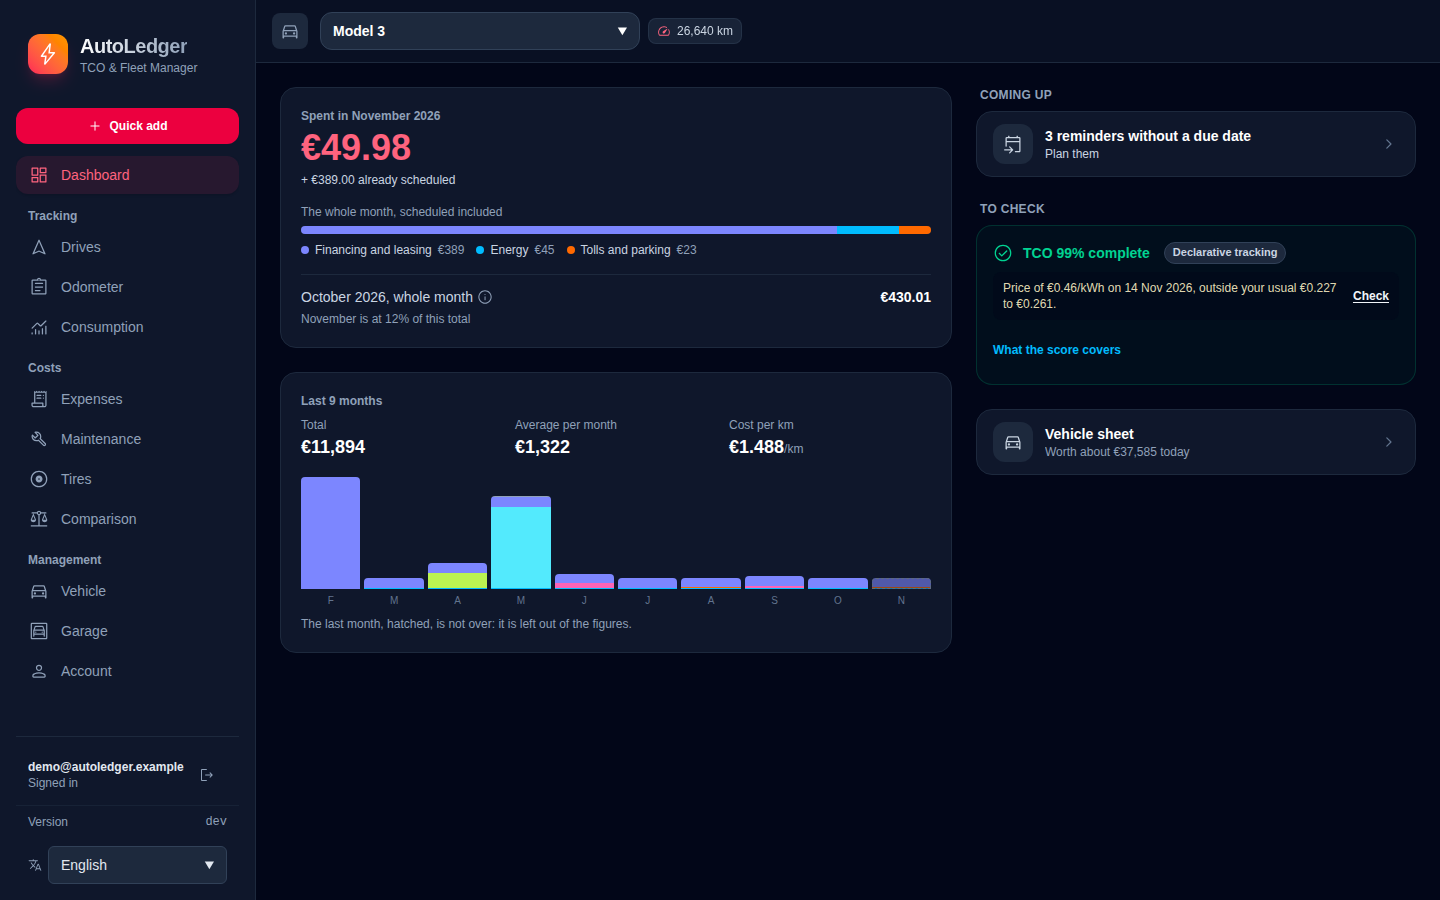 AutoLedger
TCO & Fleet Manager
Quick add
Dashboard
Tracking
Drives
Odometer
Consumption
Costs
Expenses
Maintenance
Tires
Comparison
Management
Vehicle
Garage
Account
demo@autoledger.example
Signed in
Version dev
English
Model 3
26,640 km
Spent in November 2026
€49.98
+ €389.00 already scheduled
The whole month, scheduled included
Financing and leasing €389 Energy €45 Tolls and parking €23
October 2026, whole month €430.01
November is at 12% of this total
Last 9 months
Total Average per month Cost per km
€11,894 €1,322 €1.488/km
F M A M J J A S O N
The last month, hatched, is not over: it is left out of the figures.
COMING UP
3 reminders without a due date
Plan them
TO CHECK
TCO 99% complete Declarative tracking
Price of €0.46/kWh on 14 Nov 2026, outside your usual €0.227
to €0.261.
Check
What the score covers
Vehicle sheet
Worth about €37,585 today